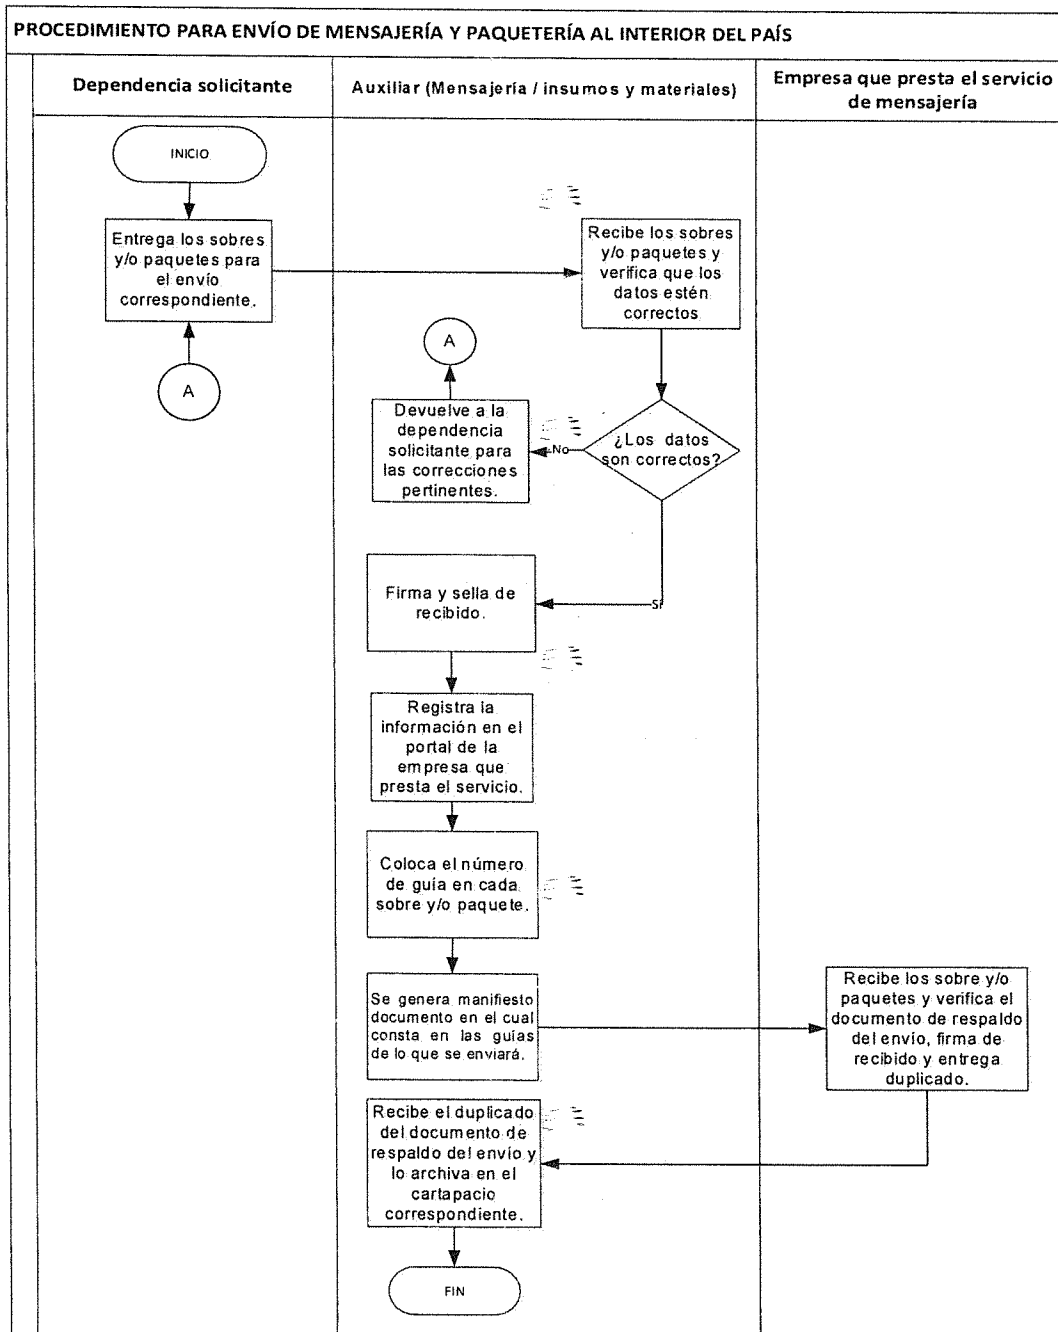 PROCEDIMIENTO PARA ENVÍO DE MENSAJERÍA Y PAQUETERÍA AL INTERIOR DEL PAÍS
Dependencia solicitante
Auxiliar (Mensajería / insumos y materiales)
Empresa que presta el servicio
de mensajería
INICIO
Entrega los sobres
y/o paquetes para
el envío
correspondiente.
A
Recibe los sobres
y/o paquetes y
verifica que los
datos estén
correctos
¿Los datos
son correctos?
No
Devuelve a la
dependencia
solicitante para
las correcciones
pertinentes.
A
Sí
Firma y sella de
recibido.
Registra la
información en el
portal de la
empresa que
presta el servicio.
Coloca el número
de guía en cada
sobre y/o paquete.
Se genera manifiesto
documento en el cual
consta en las guías
de lo que se enviará.
Recibe los sobre y/o
paquetes y verifica el
documento de respaldo
del envío, firma de
recibido y entrega
duplicado.
Recibe el duplicado
del documento de
respaldo del envío y
lo archiva en el
cartapacio
correspondiente.
FIN